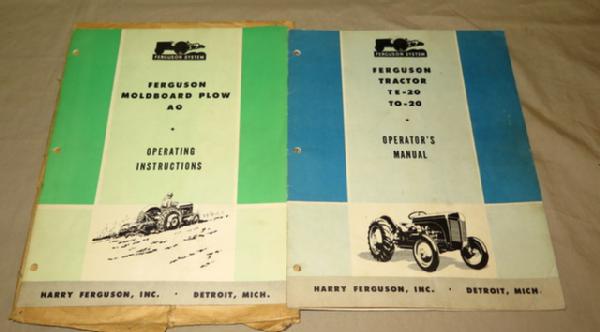 FERGUSON SYSTEM
FERGUSON
MOLDBOARD PLOW
AO
OPERATING
INSTRUCTIONS
HARRY FERGUSON, INC. · DETROIT, MICH.
FERGUSON SYSTEM
FERGUSON
TRACTOR
TE-20
TO-20
OPERATOR'S
MANUAL
HARRY FERGUSON, INC. · DETROIT, MICH.